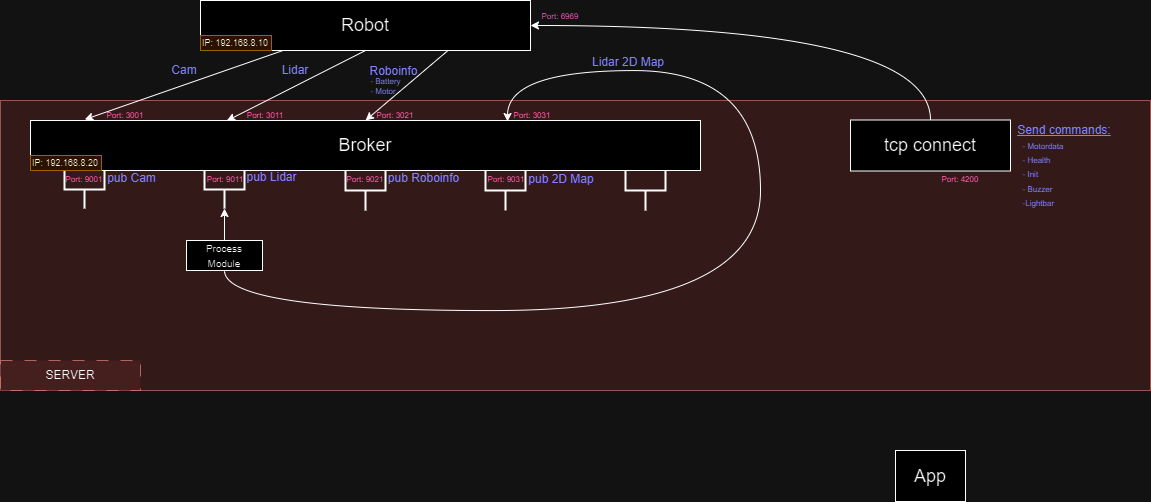 Robot
Port: 6969
IP: 192.168.8.10
Cam
Lidar
Roboinfo
- Battery
- Motor
Lidar 2D Map
Port: 3001
Port: 3011
Port: 3021
Port: 3031
Broker
IP: 192.168.8.20
tcp connect
Port: 4200
Send commands:
- Motordata
- Health
- Init
- Buzzer
-Lightbar
Port: 9001
pub Cam
Port: 9011
pub Lidar
Port: 9021
pub Roboinfo
Port: 9031
pub 2D Map
Process
Module
SERVER
App